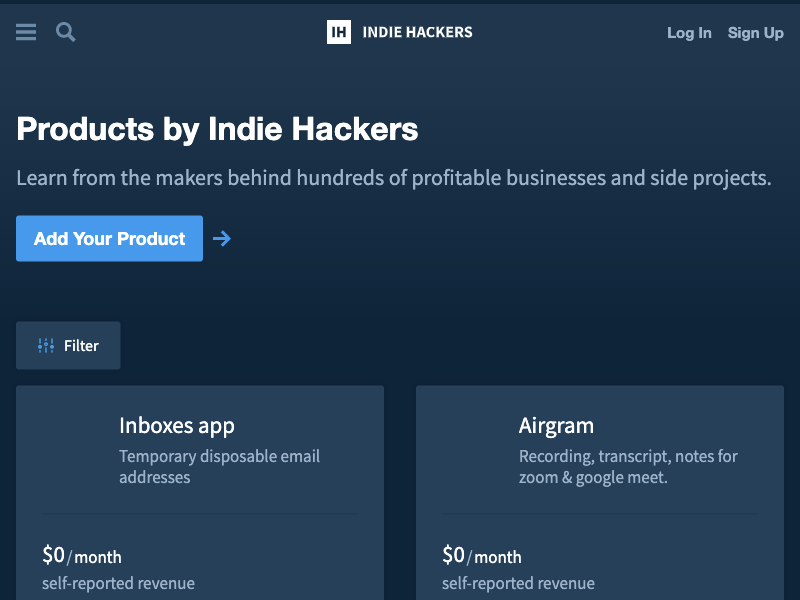 IH INDIE HACKERS
Log In Sign Up
Products by Indie Hackers
Learn from the makers behind hundreds of profitable businesses and side projects.
Add Your Product
Filter
Inboxes app
Temporary disposable email
addresses
$0/month
self-reported revenue
Airgram
Recording, transcript, notes for
zoom & google meet.
$0/month
self-reported revenue